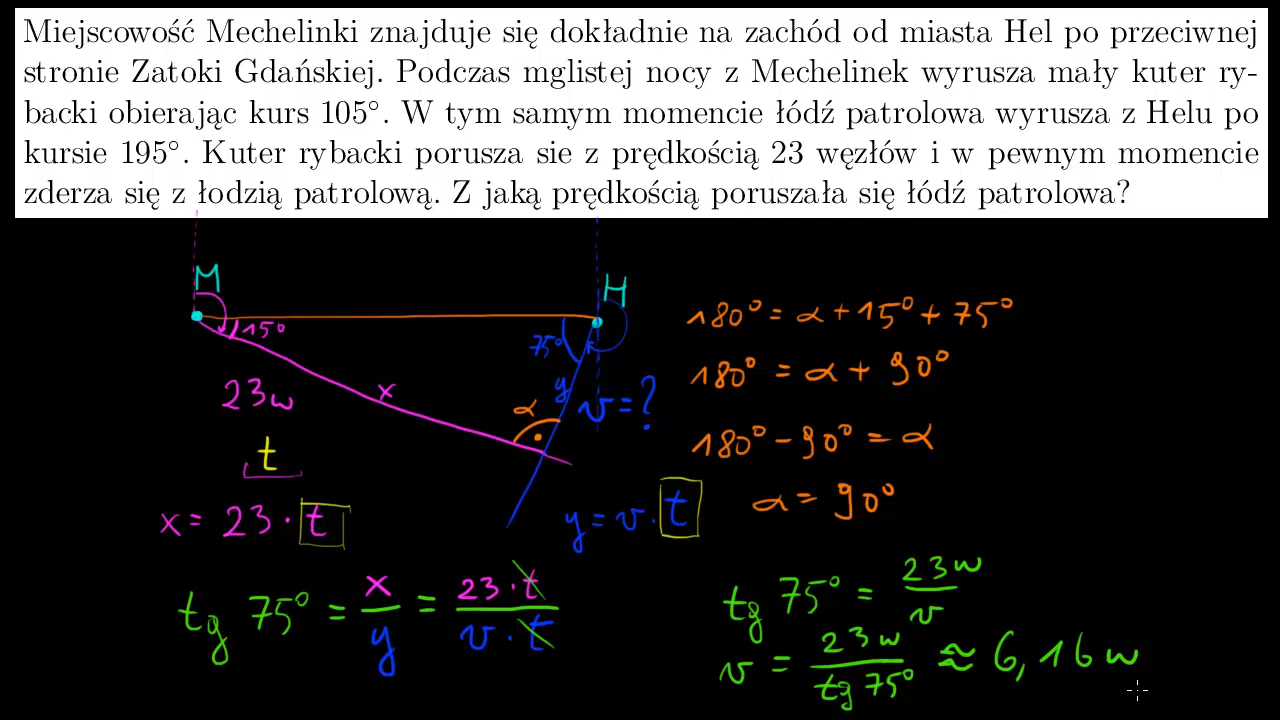 Miejscowość Mechelinki znajduje się dokładnie na zachód od miasta Hel po przeciwnej
stronie Zatoki Gdańskiej. Podczas mglistej nocy z Mechelinek wyrusza mały kuter ry-
backi obierając kurs 105°. W tym samym momencie łódź patrolowa wyrusza z Helu po
kursie 195°. Kuter rybacki porusza sie z prędkością 23 węzłów i w pewnym momencie
zderza się z łodzią patrolową. Z jaką prędkością poruszała się łódź patrolowa?
M
H
15°
75°
x
y
α
23w
v=?
t
x = 23 · t
y = v · t
180° = α + 15° + 75°
180° = α + 90°
180° - 90° = α
α = 90°
tg 75° = x/y = 23·t/v·t
tg 75° = 23w/v
v = 23w/tg 75° ≈ 6,16w